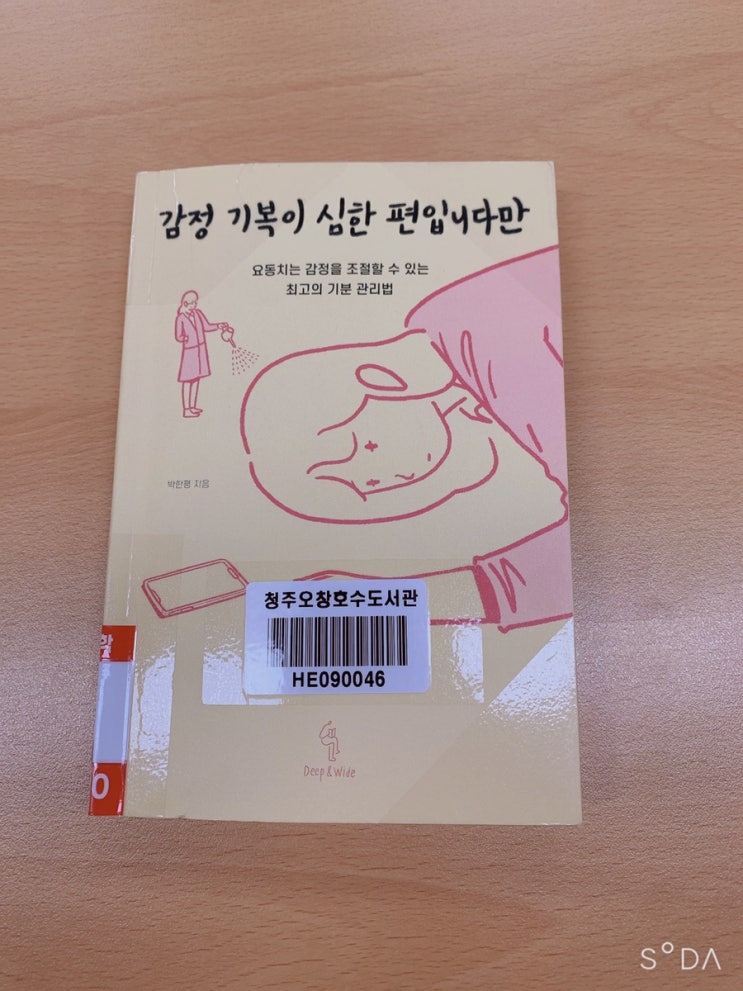 감정 기복이 심한 편입니다만
요동치는 감정을 조절할 수 있는
최고의 기분 관리법
박한평 지음
청주오창호수도서관
HE090046
0
Deep & Wide
SODA